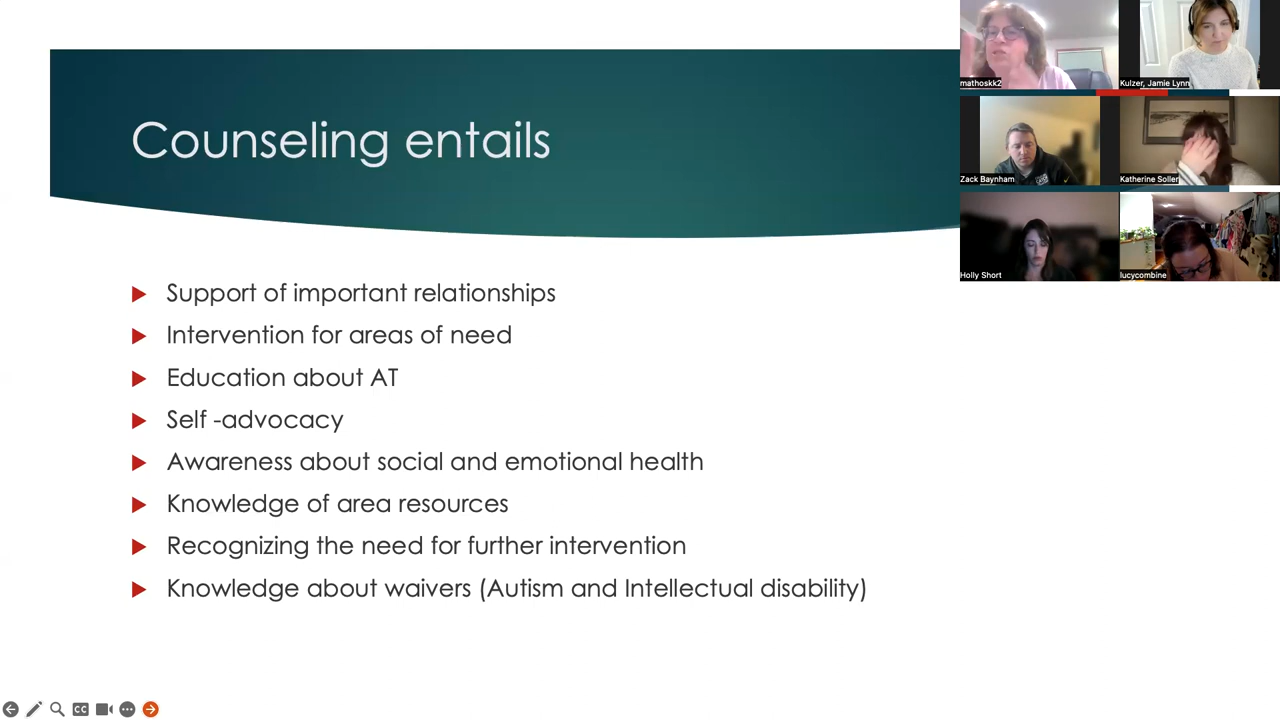 Counseling entails
Support of important relationships
Intervention for areas of need
Education about AT
Self -advocacy
Awareness about social and emotional health
Knowledge of area resources
Recognizing the need for further intervention
Knowledge about waivers (Autism and Intellectual disability)
mathoskk2
Kulzer, Jamie Lynn
Zack Baynham
Katherine Soller
Holly Short
lucycombine
CC